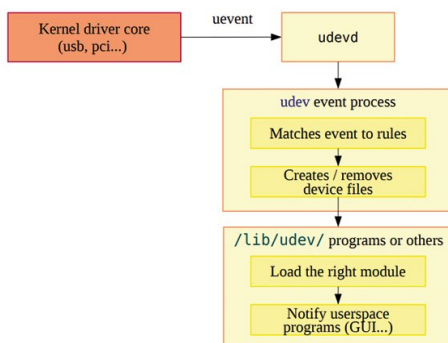 Kernel driver core
(usb, pci...)
uevent
udevd
udev event process
Matches event to rules
Creates / removes
device files
/lib/udev/ programs or others
Load the right module
Notify userspace
programs (GUI...)